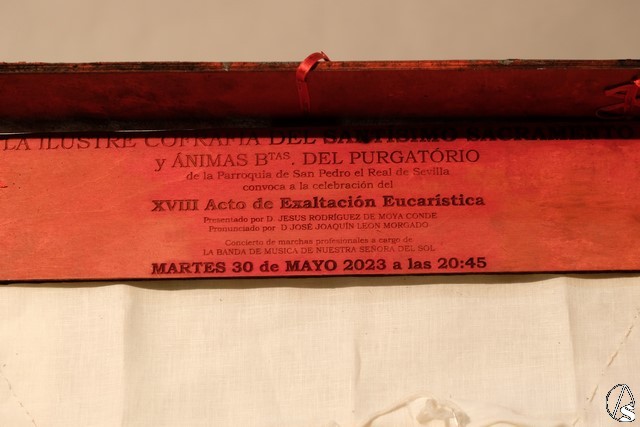 LA ILUSTRE COFRAFÍA DEL SANTÍSIMO SACRAMENTO
y ÁNIMAS BTAS. DEL PURGATÓRIO
de la Parroquia de San Pedro el Real de Sevilla
convoca a la celebración del
XVIII Acto de Exaltación Eucarística
Presentado por D. JESUS RODRÍGUEZ DE MOYA CONDE
Pronunciado por D JOSÉ JOAQUÍN LEON MORGADO
Concierto de marchas profesionales a cargo de
LA BANDA DE MUSICA DE NUESTRA SEÑORA DEL SOL
MARTES 30 de MAYO 2023 a las 20:45